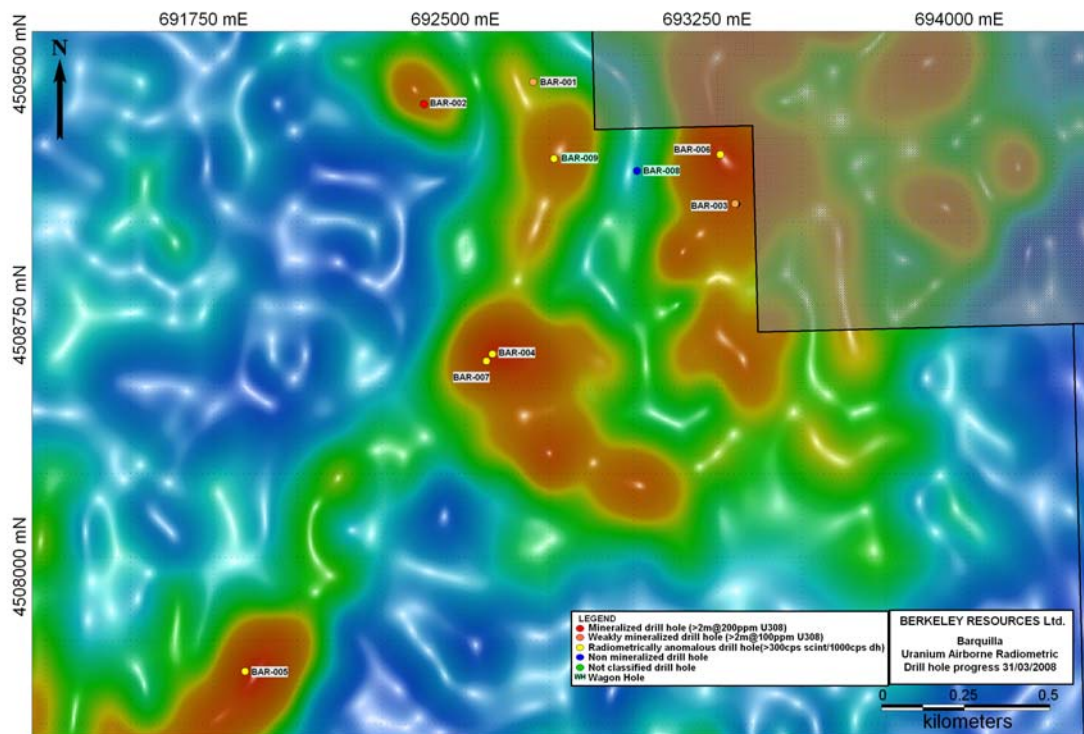 691750 mE 692500 mE 693250 mE 694000 mE
N
4509500 mN
BAR-001
BAR-002
BAR-009
BAR-006
BAR-008
BAR-003
4508750 mN
BAR-004
BAR-007
4508000 mN
BAR-005
LEGEND
Mineralized drill hole (>2m@200ppm U308)
Weakly mineralized drill hole (>2m@100ppm U308)
Radiometrically anomalous drill hole(>300cps scint/1000cps dh)
Non mineralized drill hole
Not classified drill hole
WH Wagon Hole
BERKELEY RESOURCES Ltd.
Barquilla
Uranium Airborne Radiometric
Drill hole progress 31/03/2008
0 0.25 0.5
kilometers